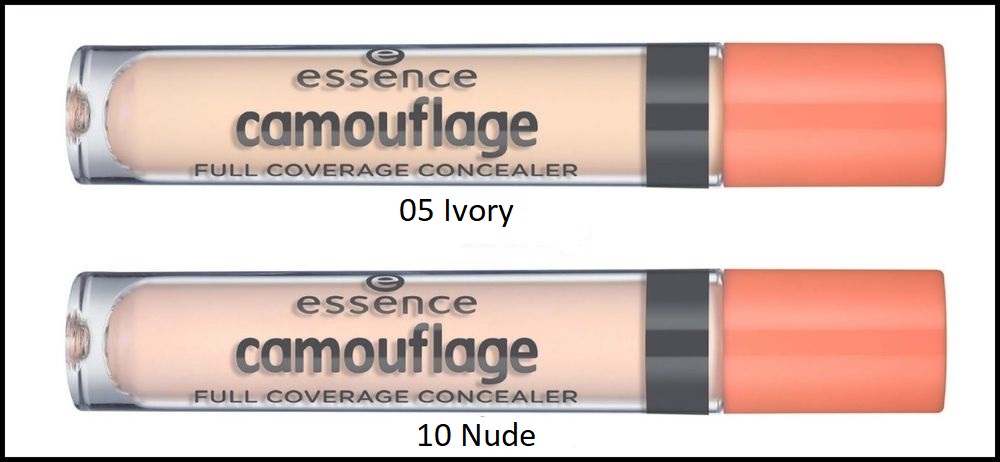 essence
camouflage
FULL COVERAGE CONCEALER
05 Ivory
essence
camouflage
FULL COVERAGE CONCEALER
10 Nude